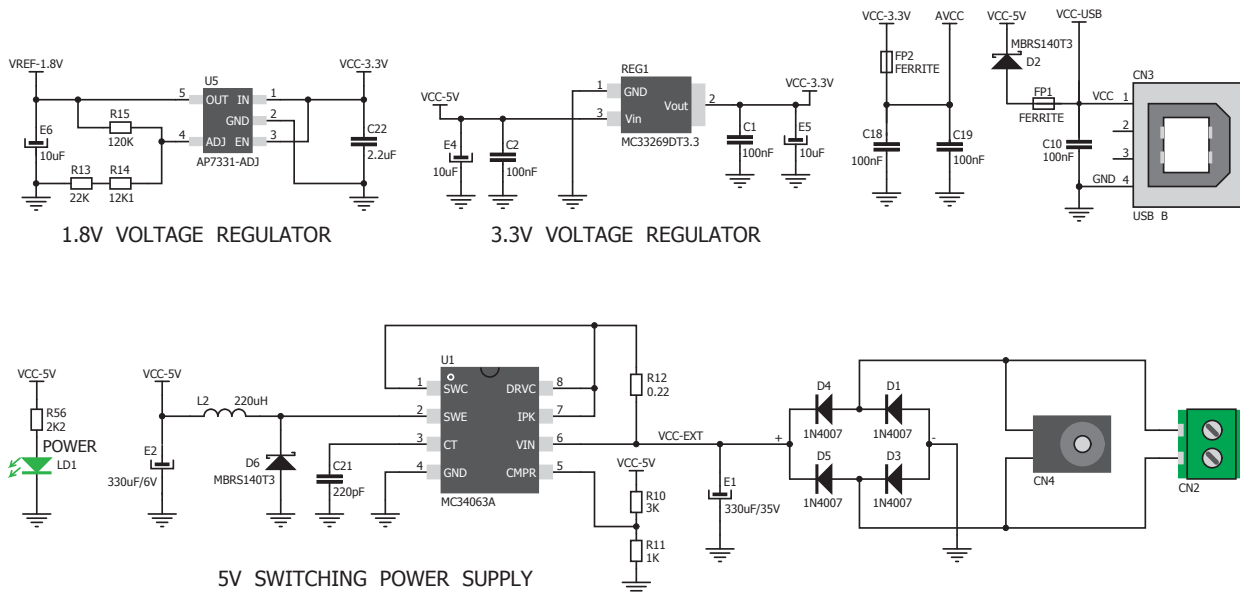 VREF-1.8V
U5
VCC-3.3V
5 OUT IN 1
GND 2
4 ADJ EN 3
AP7331-ADJ
R15
120K
E6
10uF
R13
22K
R14
12K1
C22
2.2uF
1.8V VOLTAGE REGULATOR
VCC-5V
REG1
1 GND
3 Vin
Vout 2
MC33269DT3.3
VCC-3.3V
E4
10uF
C2
100nF
C1
100nF
E5
10uF
3.3V VOLTAGE REGULATOR
VCC-3.3V
AVCC
FP2
FERRITE
C18
100nF
C19
100nF
VCC-5V
VCC-USB
MBRS140T3
D2
FP1
FERRITE
C10
100nF
CN3
VCC 1
2
3
GND 4
USB B
VCC-5V
R56
2K2
POWER
LD1
VCC-5V
L2 220uH
E2
330uF/6V
D6
MBRS140T3
C21
220pF
U1
1 SWC DRVC 8
2 SWE IPK 7
3 CT VIN 6
4 GND CMPR 5
MC34063A
R12
0.22
VCC-EXT
VCC-5V
R10
3K
R11
1K
E1
330uF/35V
+
-
D4
1N4007
D1
1N4007
D5
1N4007
D3
1N4007
CN4
CN2
5V SWITCHING POWER SUPPLY